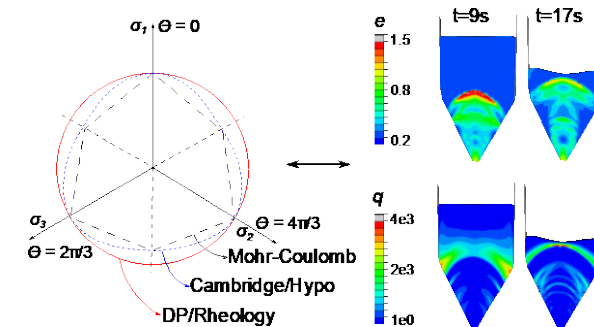 σ1 Θ = 0
σ3
Θ = 2π/3
σ2
Θ = 4π/3
Mohr-Coulomb
Cambridge/Hypo
DP/Rheology
e t=9s t=17s
1.5
0.8
0.2
q
4e3
2e3
1e0